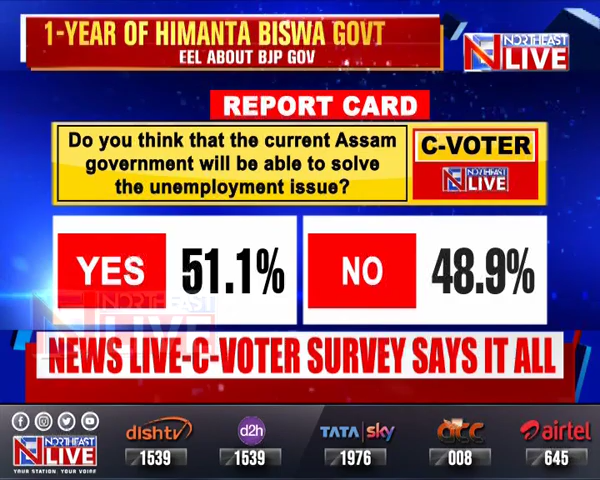 1-YEAR OF HIMANTA BISWA GOVT
EEL ABOUT BJP GOV
N NORTHEAST
LIVE
REPORT CARD
Do you think that the current Assam
government will be able to solve
the unemployment issue?
C-VOTER
N NORTHEAST
LIVE
YES 51.1%
NO 48.9%
N NORTHEAST
LIVE
NEWS LIVE-C-VOTER SURVEY SAYS IT ALL
N NORTHEAST
LIVE
YOUR STATION. YOUR VOICE
dishtv
1539
d2h
1539
TATA sky
1976
acc
008
airtel
645